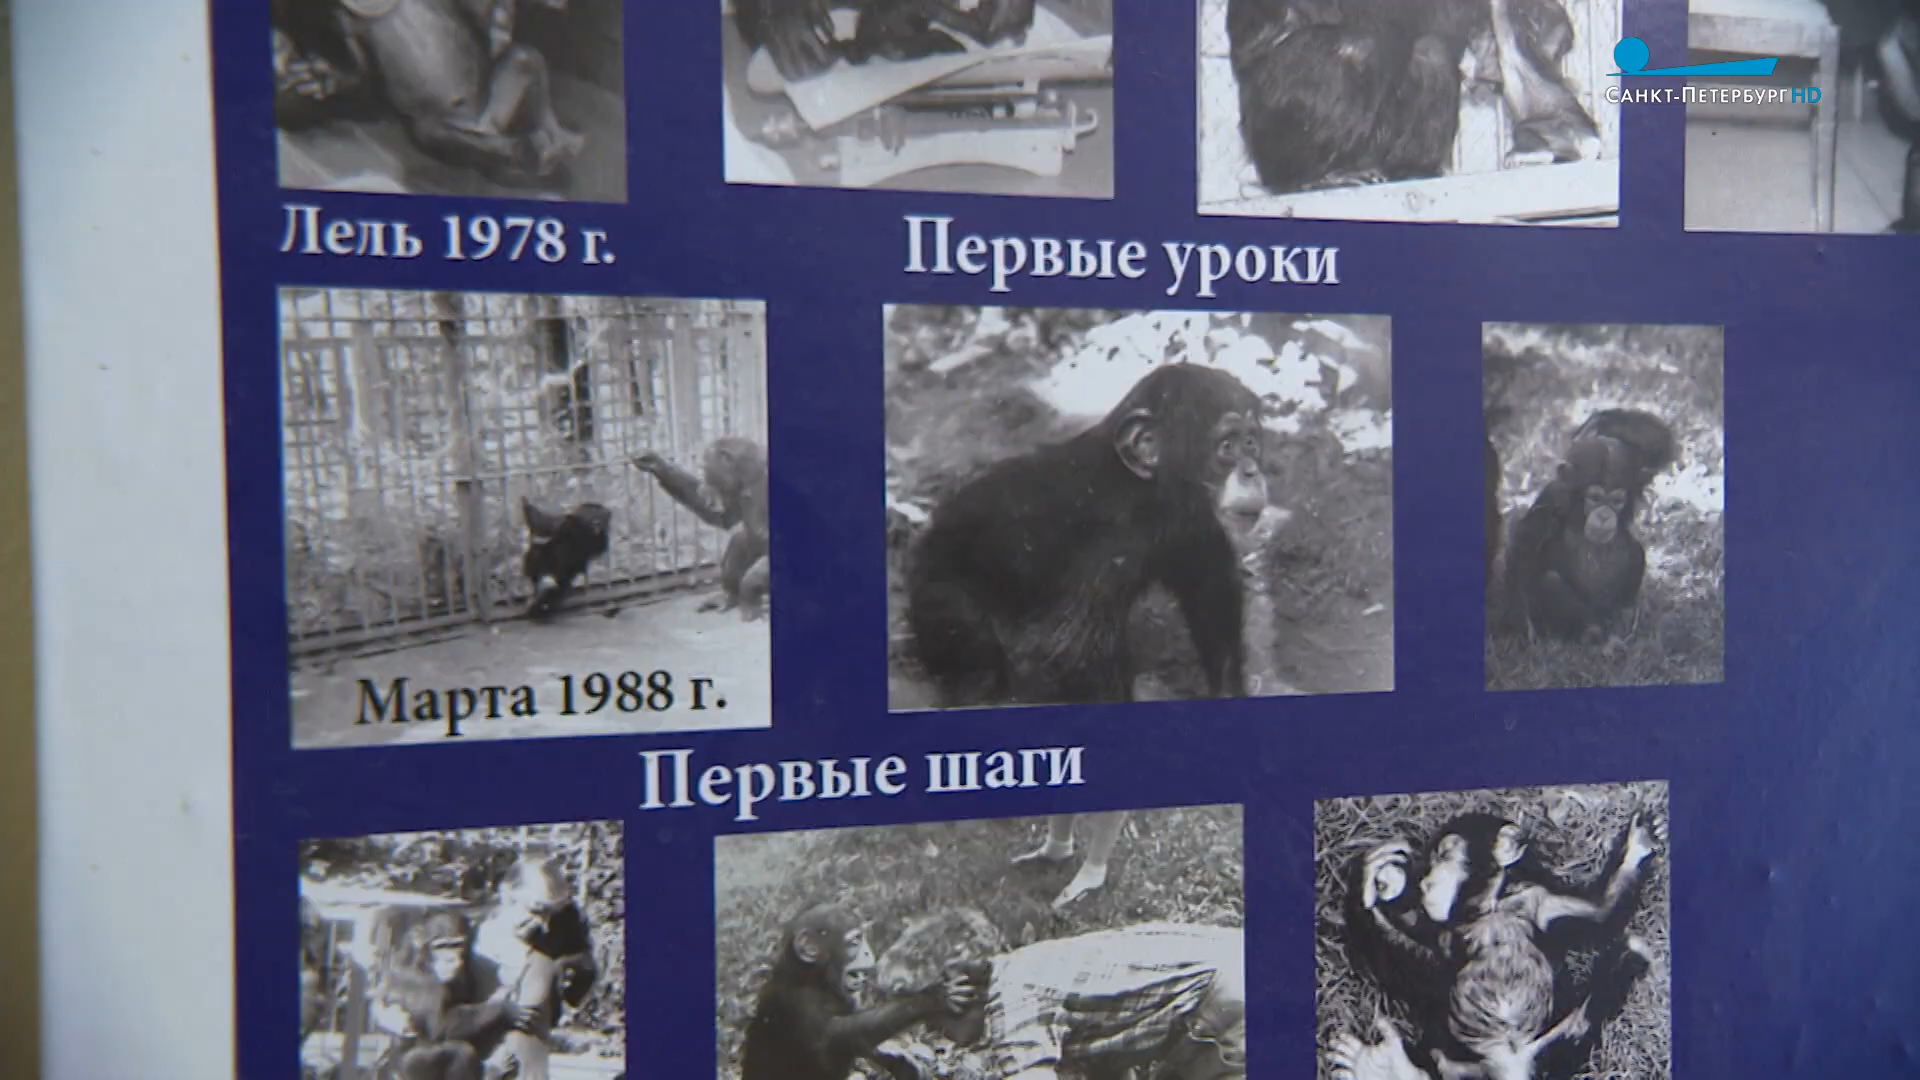 Санкт-Петербург HD
Лель 1978 г.
Первые уроки
Марта 1988 г.
Первые шаги